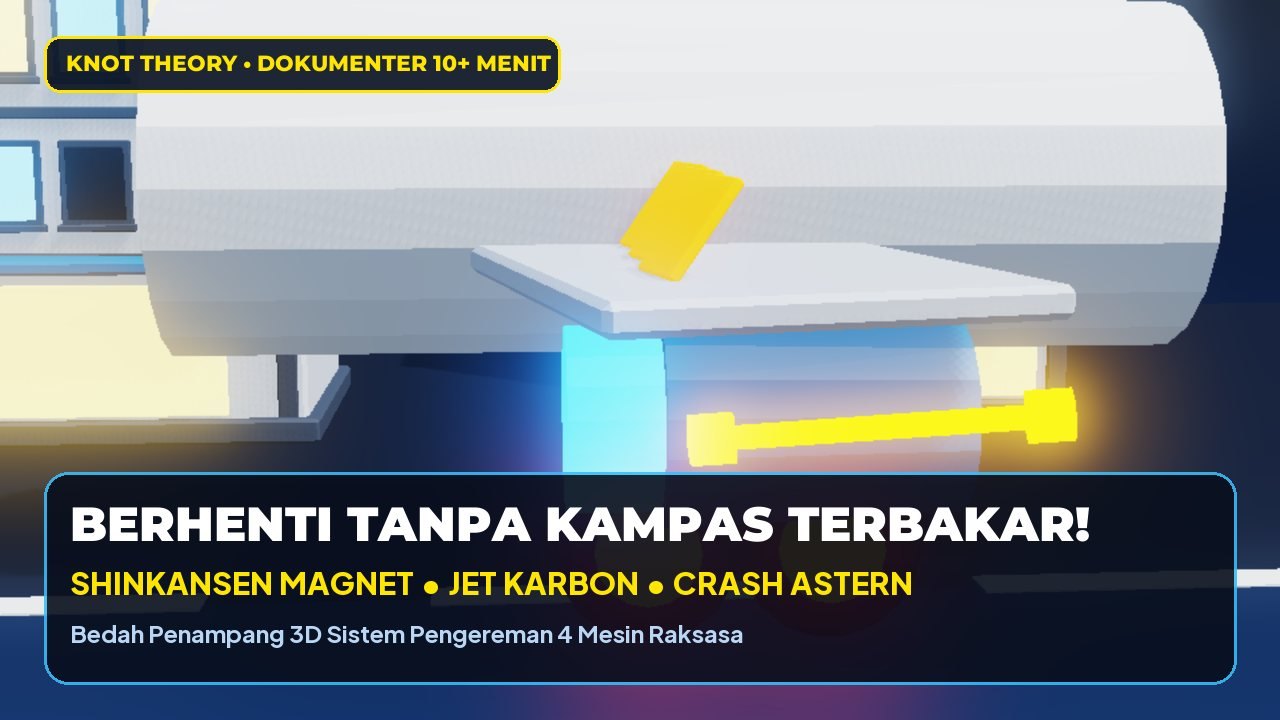 KNOT THEORY • DOKUMENTER 10+ MENIT
BERHENTI TANPA KAMPAS TERBAKAR!
SHINKANSEN MAGNET ● JET KARBON ● CRASH ASTERN
Bedah Penampang 3D Sistem Pengereman 4 Mesin Raksasa